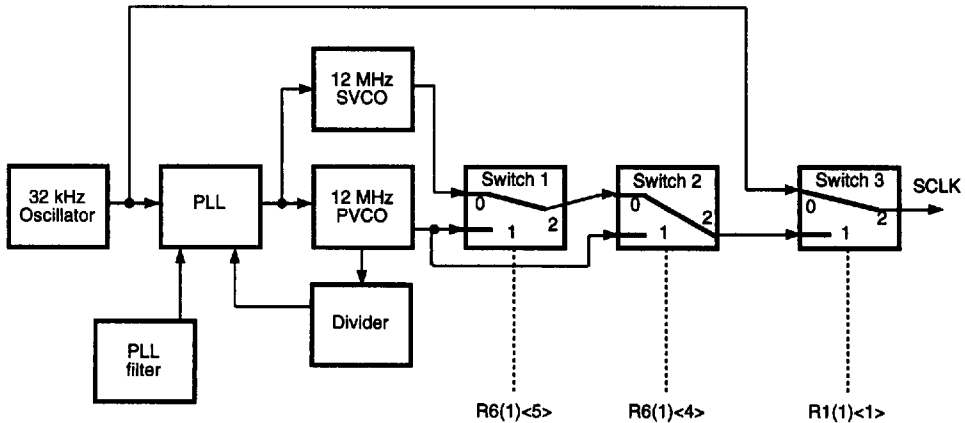 12 MHz
SVCO
32 kHz
Oscillator
PLL
12 MHz
PVCO
Switch 1
0
1
2
Switch 2
0
1
2
Switch 3
0
1
2
SCLK
Divider
PLL
filter
R6(1)<5>
R6(1)<4>
R1(1)<1>